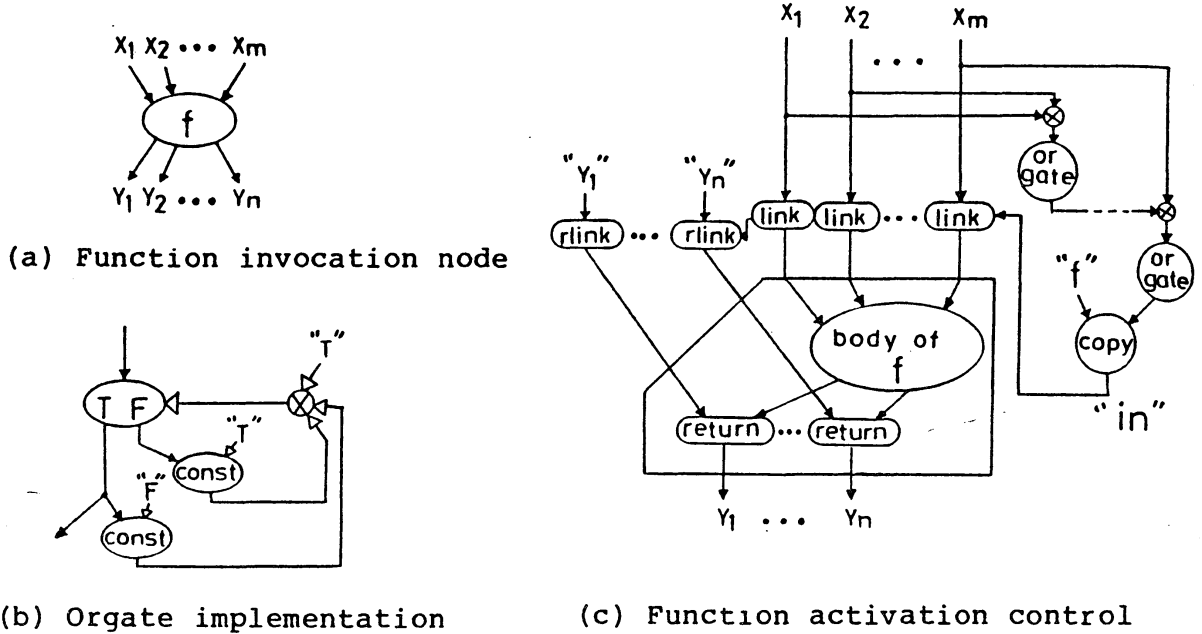 X1 X2 ••• Xm
f
Y1 Y2 ••• Yn
(a) Function invocation node
"T"
T F
"T"
const
"F"
const
(b) Orgate implementation
X1 X2 ••• Xm
or gate
"Y1" "Yn"
link link ••• link
rlink ••• rlink
or gate
"f"
copy
body of f
"in"
return ••• return
Y1 ••• Yn
(c) Function activation control